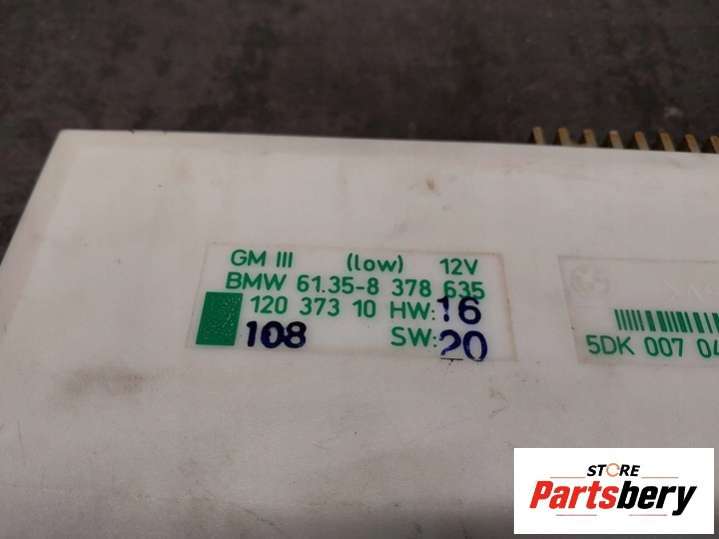 GM III (low) 12V
BMW 61.35-8 378 635
120 373 10 HW:16
108 SW:20
5DK 007 04
STORE
Partsbery